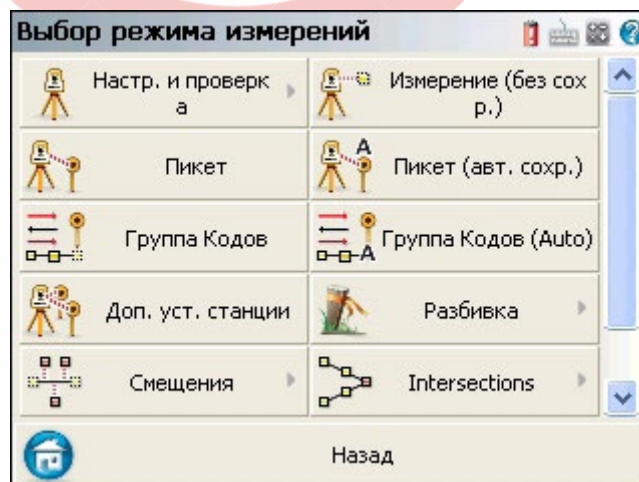 Выбор режима измерений
Настр. и проверк
а
Измерение (без сох
р.)
Пикет
Пикет (авт. сохр.)
Группа Кодов
Группа Кодов (Auto)
Доп. уст. станции
Разбивка
Смещения
Intersections
Назад